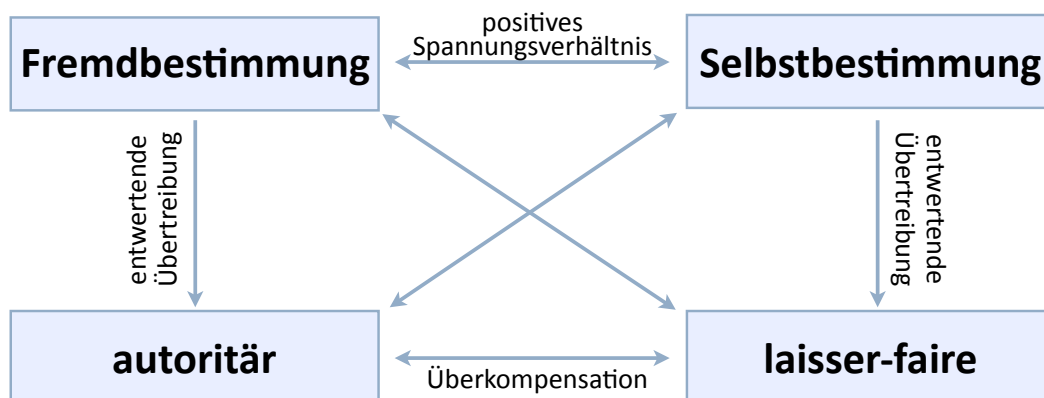 positives
Spannungsverhältnis
Fremdbestimmung
Selbstbestimmung
entwertende
Übertreibung
entwertende
Übertreibung
autoritär
laisser-faire
Überkompensation